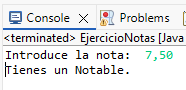 Console Problems
<terminated> EjercicioNotas [Java
Introduce la nota: 7,50
Tienes un Notable.